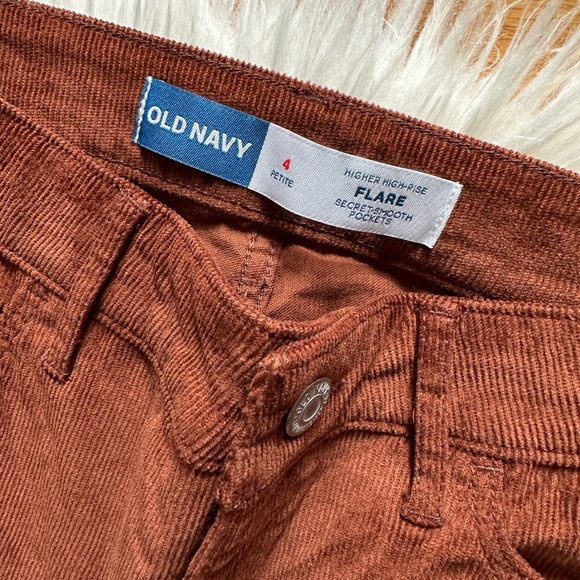 OLD NAVY
4
PETITE
HIGHER HIGH-RISE
FLARE
SECRET-SMOOTH
POCKETS